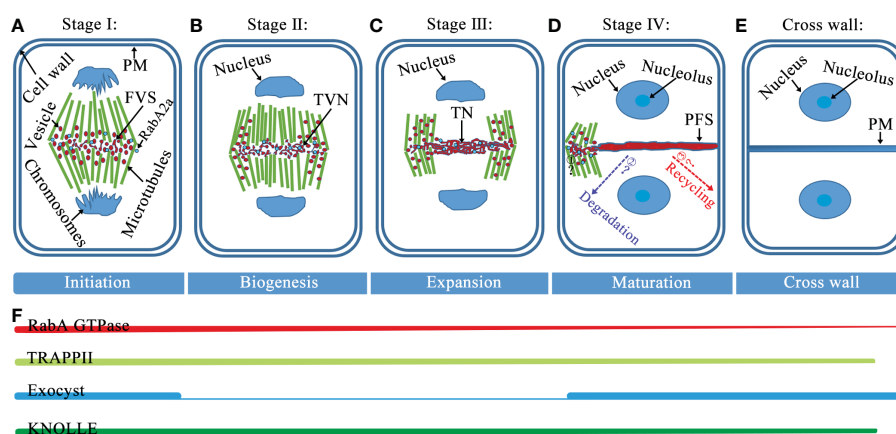 A Stage I:
B Stage II:
C Stage III:
D Stage IV:
E Cross wall:
Cell wall
PM
FVS
Vesicle
RabA2a
Chromosomes
Microtubules
Nucleus
TVN
Nucleus
TN
Nucleus
Nucleolus
PFS
?
?
?
Degradation
Recycling
Nucleus
Nucleolus
PM
Initiation
Biogenesis
Expansion
Maturation
Cross wall
F
RabA GTPase
TRAPPII
Exocyst
KNOLLE